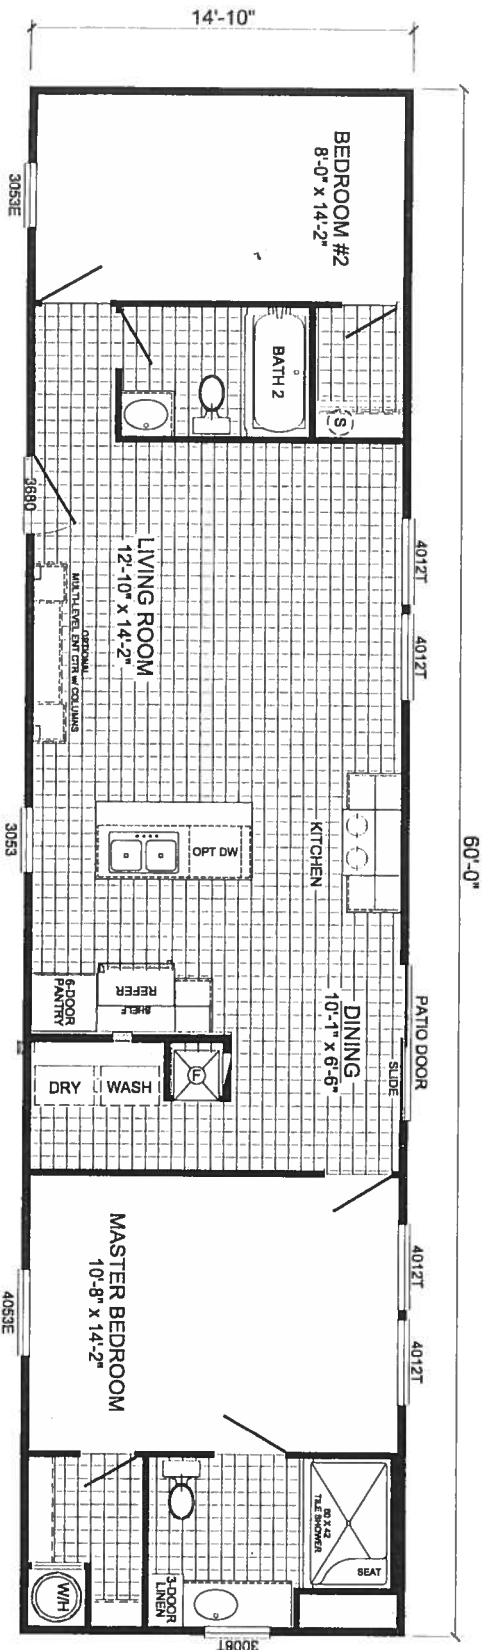 14'-10"
60'-0"
BEDROOM #2
8'-0" x 14'-2"
3053E
BATH 2
S
3680
4012T
4012T
LIVING ROOM
12'-10" x 14'-2"
OPTIONAL
MULTI-LEVEL ENT CTR w/ COLUMNS
3053
OPT DW
KITCHEN
6-DOOR
PANTRY
REFER
SHELF
DINING
10'-1" x 6'-6"
PATIO DOOR
SLIDE
DRY
WASH
F
MASTER BEDROOM
10'-8" x 14'-2"
4012T
4012T
4053E
60 X 42
TILE SHOWER
SEAT
3-DOOR
LINEN
W/H
3008T